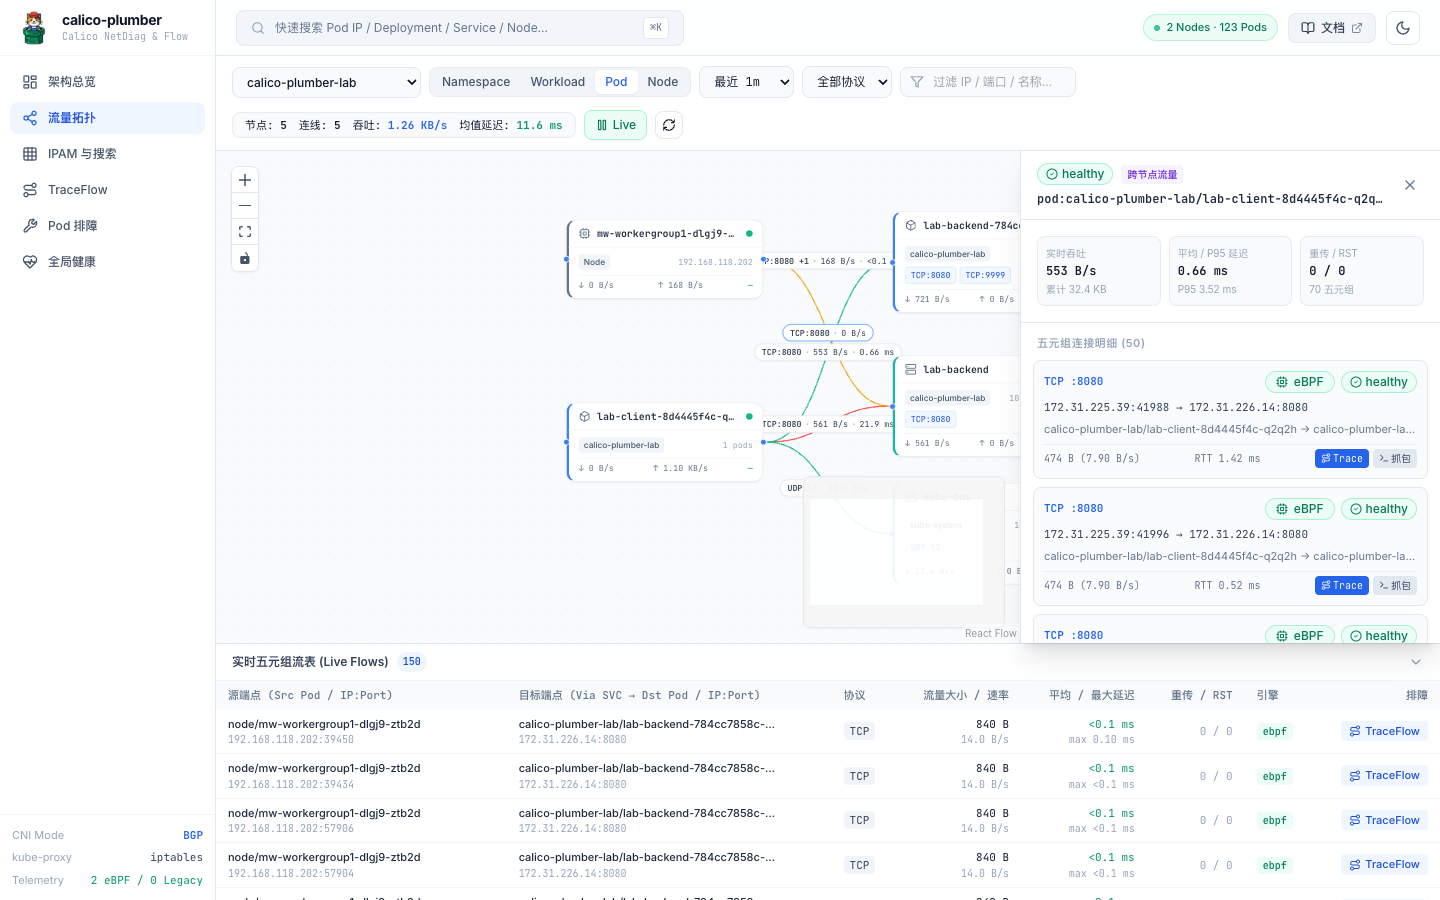 calico-plumber
Calico NetDiag & Flow
快速搜索 Pod IP / Deployment / Service / Node...
⌘K
2 Nodes · 123 Pods
文档
架构总览
流量拓扑
IPAM 与搜索
TraceFlow
Pod 排障
全局健康
CNI Mode BGP
kube-proxy iptables
Telemetry 2 eBPF / 0 Legacy
calico-plumber-lab
Namespace Workload Pod Node
最近 1m
全部协议
过滤 IP / 端口 / 名称...
节点: 5 连线: 5 吞吐: 1.26 KB/s 均值延迟: 11.6 ms
Live
mw-workergroup1-dlgj9-…
Node 192.168.118.202
↓ 0 B/s ↑ 168 B/s —
P:8080 +1 · 168 B/s · <0.1
lab-backend-784cc
calico-plumber-lab
TCP:8080 TCP:9999
↓ 721 B/s ↑ 0 B/s
TCP:8080 · 0 B/s
TCP:8080 · 553 B/s · 0.66 ms
lab-backend
calico-plumber-lab 10
TCP:8080
↓ 561 B/s ↑ 0 B/s
lab-client-8d4445f4c-q…
calico-plumber-lab 1 pods
↓ 0 B/s ↑ 1.10 KB/s —
TCP:8080 · 561 B/s · 21.9 ms
UDP
kube-dns
kube-system
UDP:53
React Flow
healthy 跨节点流量
pod:calico-plumber-lab/lab-client-8d4445f4c-q2q…
实时吞吐
553 B/s
累计 32.4 KB
平均 / P95 延迟
0.66 ms
P95 3.52 ms
重传 / RST
0 / 0
70 五元组
五元组连接明细 (50)
TCP :8080 eBPF healthy
172.31.225.39:41988 → 172.31.226.14:8080
calico-plumber-lab/lab-client-8d4445f4c-q2q2h → calico-plumber-la...
474 B (7.90 B/s) RTT 1.42 ms Trace 抓包
TCP :8080 eBPF healthy
172.31.225.39:41996 → 172.31.226.14:8080
calico-plumber-lab/lab-client-8d4445f4c-q2q2h → calico-plumber-la...
474 B (7.90 B/s) RTT 0.52 ms Trace 抓包
TCP :8080 eBPF healthy
实时五元组流表 (Live Flows) 150
源端点 (Src Pod / IP:Port) 目标端点 (Via SVC → Dst Pod / IP:Port) 协议 流量大小 / 速率 平均 / 最大延迟 重传 / RST 引擎 排障
node/mw-workergroup1-dlgj9-ztb2d calico-plumber-lab/lab-backend-784cc7858c-... TCP 840 B <0.1 ms 0 / 0 ebpf TraceFlow
192.168.118.202:39450 172.31.226.14:8080 14.0 B/s max 0.10 ms
node/mw-workergroup1-dlgj9-ztb2d calico-plumber-lab/lab-backend-784cc7858c-... TCP 840 B <0.1 ms 0 / 0 ebpf TraceFlow
192.168.118.202:39434 172.31.226.14:8080 14.0 B/s max <0.1 ms
node/mw-workergroup1-dlgj9-ztb2d calico-plumber-lab/lab-backend-784cc7858c-... TCP 840 B <0.1 ms 0 / 0 ebpf TraceFlow
192.168.118.202:57906 172.31.226.14:8080 14.0 B/s max <0.1 ms
node/mw-workergroup1-dlgj9-ztb2d calico-plumber-lab/lab-backend-784cc7858c-... TCP 840 B <0.1 ms 0 / 0 ebpf TraceFlow
192.168.118.202:57904 172.31.226.14:8080 14.0 B/s max <0.1 ms